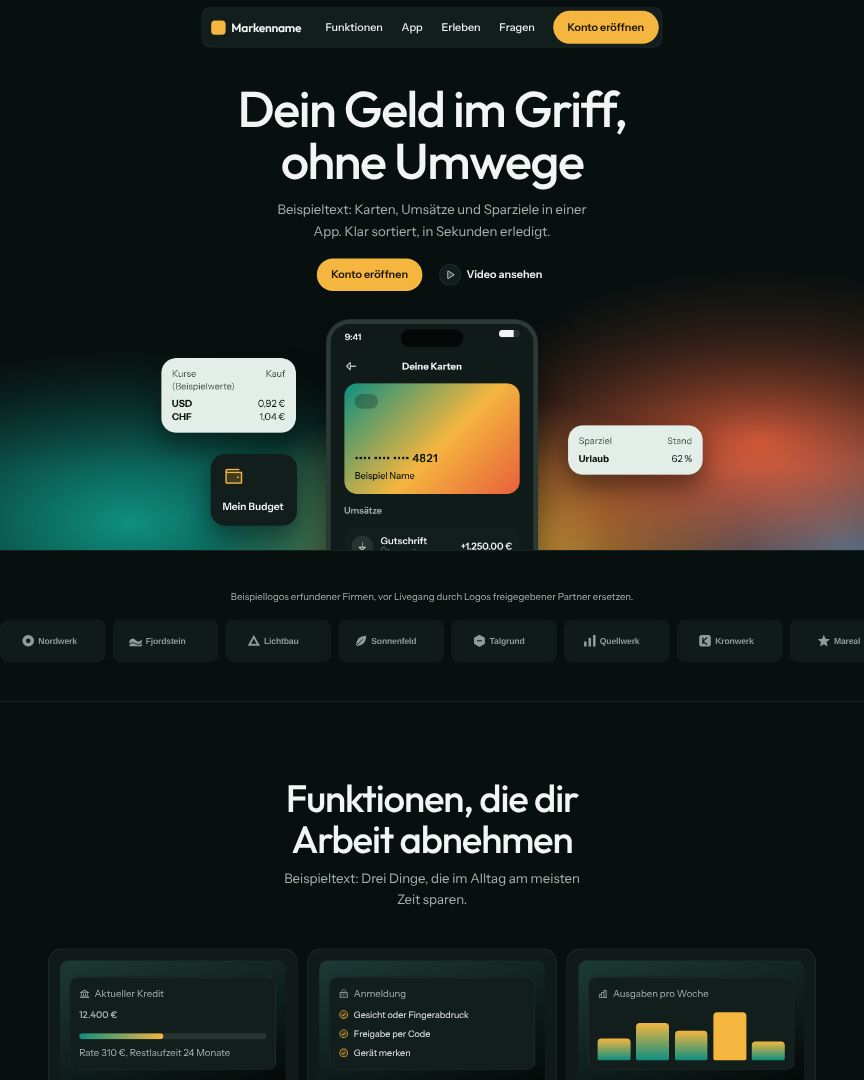 Markenname
Funktionen
App
Erleben
Fragen
Konto eröffnen
Dein Geld im Griff,
ohne Umwege
Beispieltext: Karten, Umsätze und Sparziele in einer
App. Klar sortiert, in Sekunden erledigt.
Konto eröffnen
Video ansehen
9:41
Deine Karten
Kurse Kauf
(Beispielwerte)
USD 0,92 €
CHF 1,04 €
Mein Budget
•••• •••• •••• 4821
Beispiel Name
Umsätze
Gutschrift +1.250,00 €
Sparziel Stand
Urlaub 62 %
Beispiellogos erfundener Firmen, vor Livegang durch Logos freigegebener Partner ersetzen.
Nordwerk
Fjordstein
Lichtbau
Sonnenfeld
Talgrund
Quellwerk
Kronwerk
Mareal
Funktionen, die dir
Arbeit abnehmen
Beispieltext: Drei Dinge, die im Alltag am meisten
Zeit sparen.
Aktueller Kredit
12.400 €
Rate 310 €, Restlaufzeit 24 Monate
Anmeldung
Gesicht oder Fingerabdruck
Freigabe per Code
Gerät merken
Ausgaben pro Woche